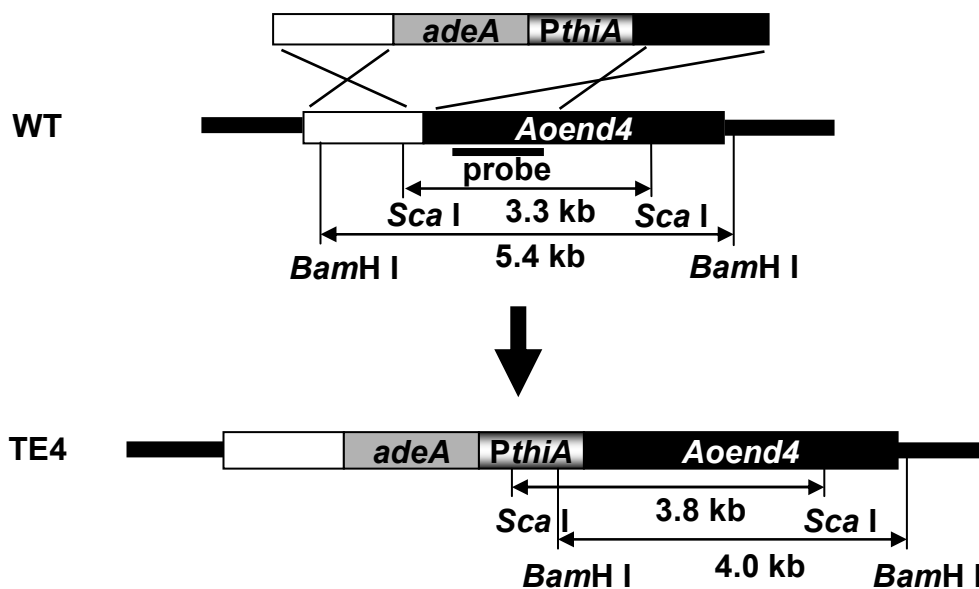 adeA PthiA
WT Aoend4
probe
Sca I 3.3 kb Sca I
BamH I 5.4 kb BamH I
TE4 adeA PthiA Aoend4
Sca I 3.8 kb Sca I
BamH I 4.0 kb BamH I